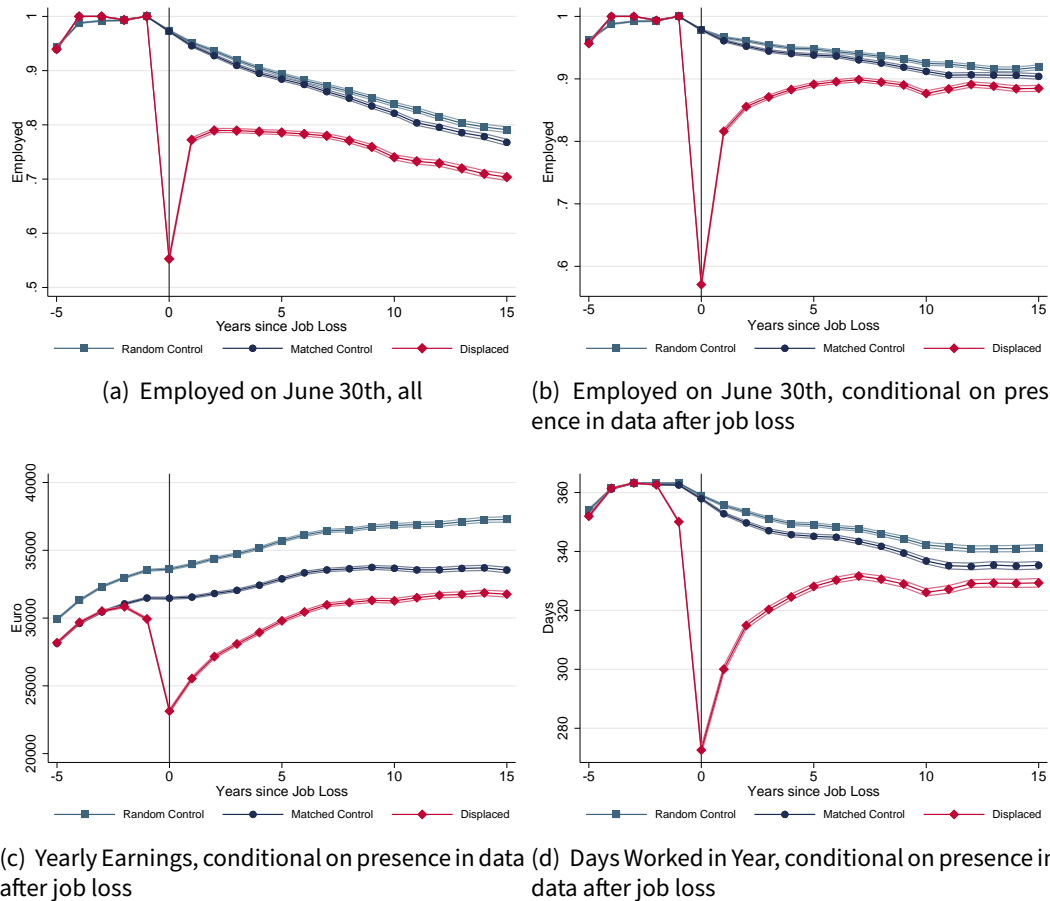 1
.9
.8
.7
.6
.5
Employed
-5 0 5 10 15
Years since Job Loss
Random Control Matched Control Displaced
(a) Employed on June 30th, all
1
.9
.8
.7
.6
Employed
-5 0 5 10 15
Years since Job Loss
Random Control Matched Control Displaced
(b) Employed on June 30th, conditional on pres
ence in data after job loss
40000
35000
30000
25000
20000
Euro
-5 0 5 10 15
Years since Job Loss
Random Control Matched Control Displaced
(c) Yearly Earnings, conditional on presence in data
after job loss
360
340
320
300
280
Days
-5 0 5 10 15
Years since Job Loss
Random Control Matched Control Displaced
(d) Days Worked in Year, conditional on presence in
data after job loss